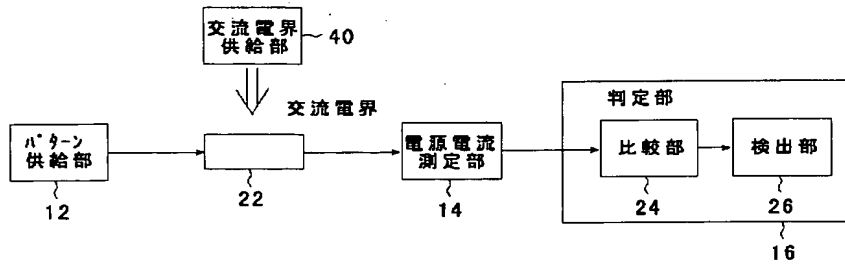 交流電界
供給部
40
交流電界
判定部
パターン
供給部
電源電流
測定部
比較部
検出部
12
22
14
24
26
16